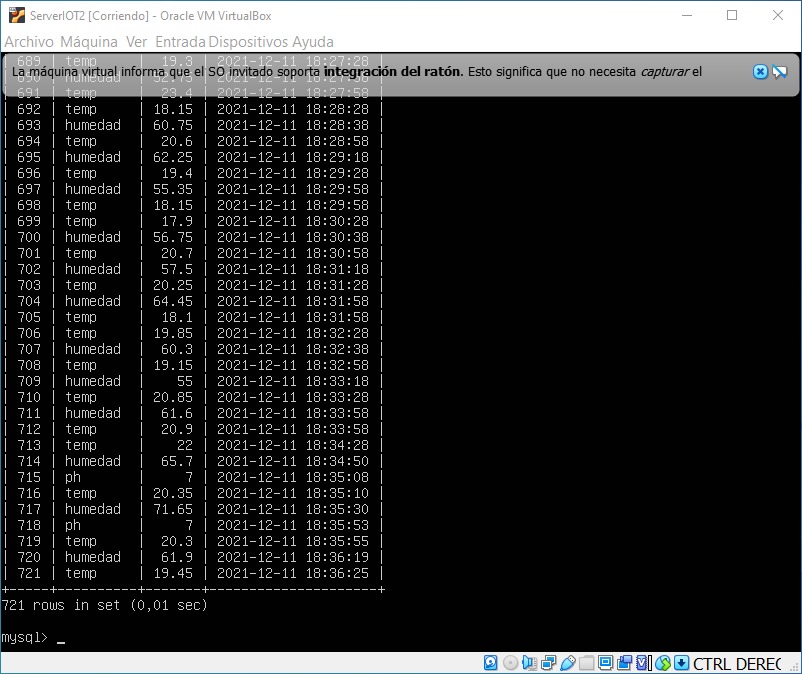 ServerIOT2 [Corriendo] - Oracle VM VirtualBox
Archivo Máquina Ver Entrada Dispositivos Ayuda
| 689 | temp | 19.3 | 2021-12-11 18:27:28 |
La máquina virtual informa que el SO invitado soporta integración del ratón. Esto significa que no necesita capturar el
| 691 | temp | 23.4 | 2021-12-11 18:27:58 |
| 692 | temp | 18.15 | 2021-12-11 18:28:28 |
| 693 | humedad | 60.75 | 2021-12-11 18:28:38 |
| 694 | temp | 20.6 | 2021-12-11 18:28:58 |
| 695 | humedad | 62.25 | 2021-12-11 18:29:18 |
| 696 | temp | 19.4 | 2021-12-11 18:29:28 |
| 697 | humedad | 55.35 | 2021-12-11 18:29:58 |
| 698 | temp | 18.15 | 2021-12-11 18:29:58 |
| 699 | temp | 17.9 | 2021-12-11 18:30:28 |
| 700 | humedad | 56.75 | 2021-12-11 18:30:38 |
| 701 | temp | 20.7 | 2021-12-11 18:30:58 |
| 702 | humedad | 57.5 | 2021-12-11 18:31:18 |
| 703 | temp | 20.25 | 2021-12-11 18:31:28 |
| 704 | humedad | 64.45 | 2021-12-11 18:31:58 |
| 705 | temp | 18.1 | 2021-12-11 18:31:58 |
| 706 | temp | 19.85 | 2021-12-11 18:32:28 |
| 707 | humedad | 60.3 | 2021-12-11 18:32:38 |
| 708 | temp | 19.15 | 2021-12-11 18:32:58 |
| 709 | humedad | 55 | 2021-12-11 18:33:18 |
| 710 | temp | 20.85 | 2021-12-11 18:33:28 |
| 711 | humedad | 61.6 | 2021-12-11 18:33:58 |
| 712 | temp | 20.9 | 2021-12-11 18:33:58 |
| 713 | temp | 22 | 2021-12-11 18:34:28 |
| 714 | humedad | 65.7 | 2021-12-11 18:34:50 |
| 715 | ph | 7 | 2021-12-11 18:35:08 |
| 716 | temp | 20.35 | 2021-12-11 18:35:10 |
| 717 | humedad | 71.65 | 2021-12-11 18:35:30 |
| 718 | ph | 7 | 2021-12-11 18:35:53 |
| 719 | temp | 20.3 | 2021-12-11 18:35:55 |
| 720 | humedad | 61.9 | 2021-12-11 18:36:19 |
| 721 | temp | 19.45 | 2021-12-11 18:36:25 |
+-----+----------+-------+---------------------+
721 rows in set (0,01 sec)
mysql> _
CTRL DEREC